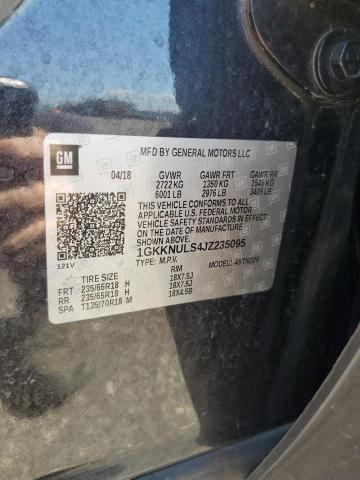 GM
MFD BY GENERAL MOTORS LLC
04/18 GVWR GAWR FRT GAWR RR
2722 KG 1350 KG 1545 KG
6001 LB 2976 LB 3406 LB
THIS VEHICLE CONFORMS TO ALL
APPLICABLE U.S. FEDERAL MOTOR
VEHICLE SAFETY STANDARDS IN EFFECT
ON THE DATE OF MANUFACTURE
SHOWN ABOVE.
1GKKNULS4JZ235095
121V TYPE: M.P.V. MODEL:
TIRE SIZE RIM
FRT 235/65R18 H 18X7.5J
RR 235/65R18 H 18X7.5J
SPA T135/70R18 M 18X4.5B